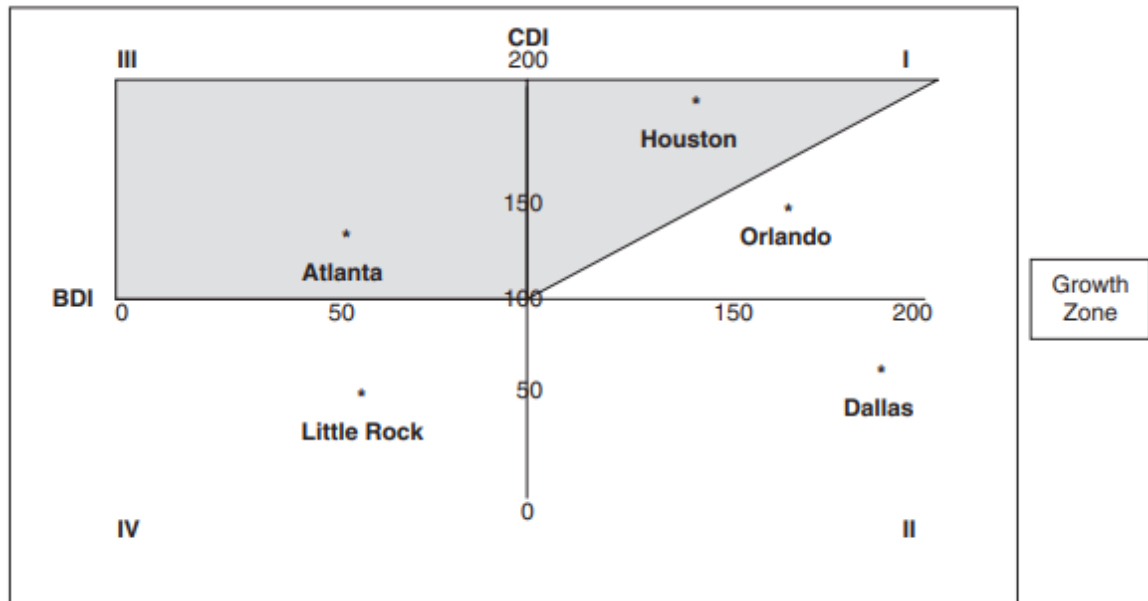 CDI
III 200 I
*
Houston
150 *
* Orlando
Atlanta
BDI 100
0 50 150 200
Growth
Zone
* 50 *
Little Rock Dallas
0
IV II